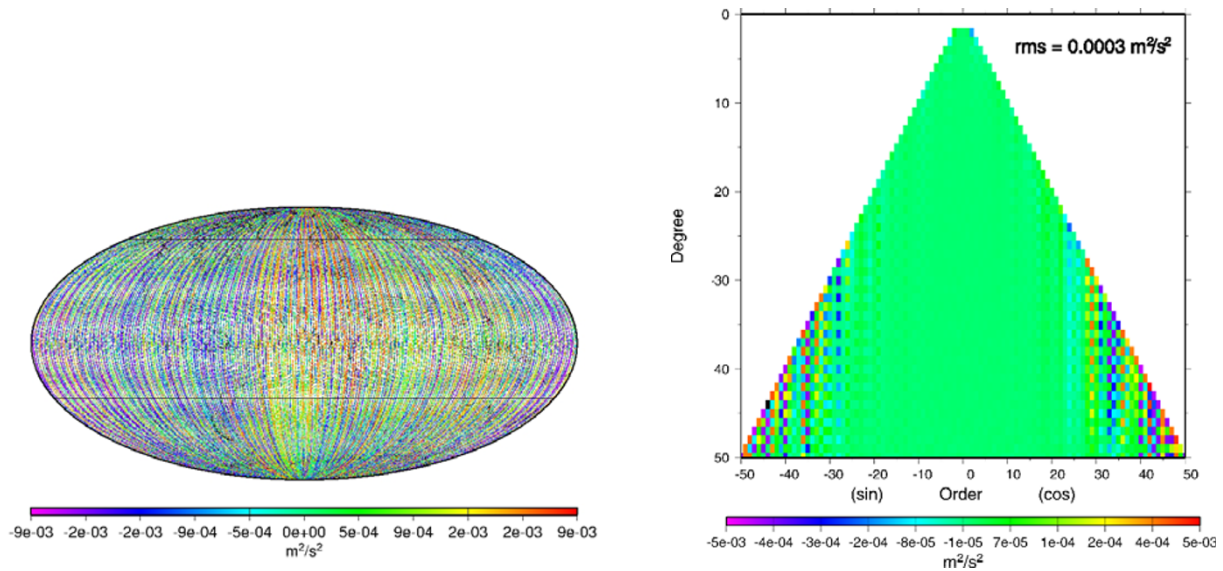 -9e-03 -2e-03 -2e-03 -9e-04 -5e-04 0e+00 5e-04 9e-04 2e-03 2e-03 9e-03
m²/s²
rms = 0.0003 m²/s²
Degree
0
10
20
30
40
50
-50 -40 -30 -20 -10 0 10 20 30 40 50
(sin) Order (cos)
-5e-03 -4e-04 -3e-04 -2e-04 -8e-05 -1e-05 7e-05 1e-04 2e-04 4e-04 5e-03
m²/s²